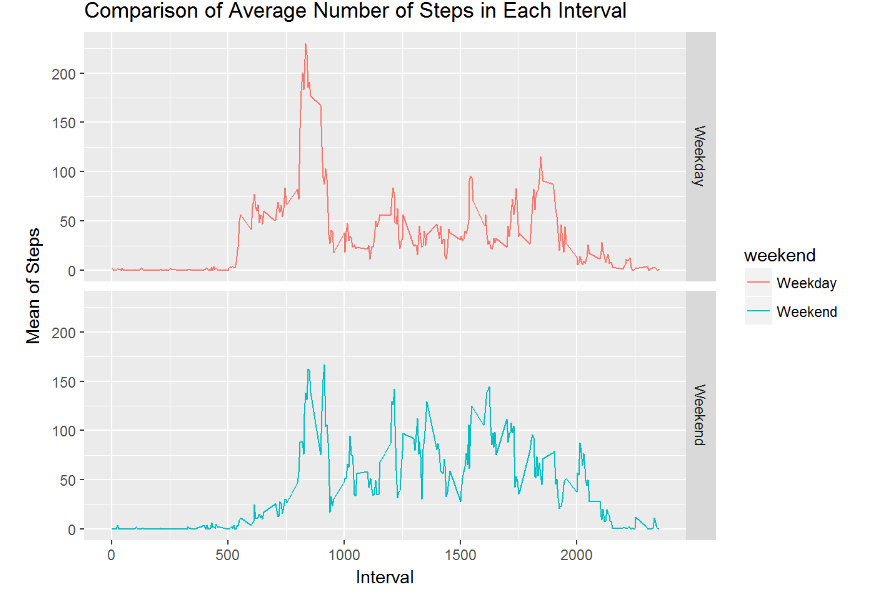 Comparison of Average Number of Steps in Each Interval
Mean of Steps
200
150
100
50
0
Weekday
200
150
100
50
0
Weekend
0
500
1000
1500
2000
Interval
weekend
Weekday
Weekend